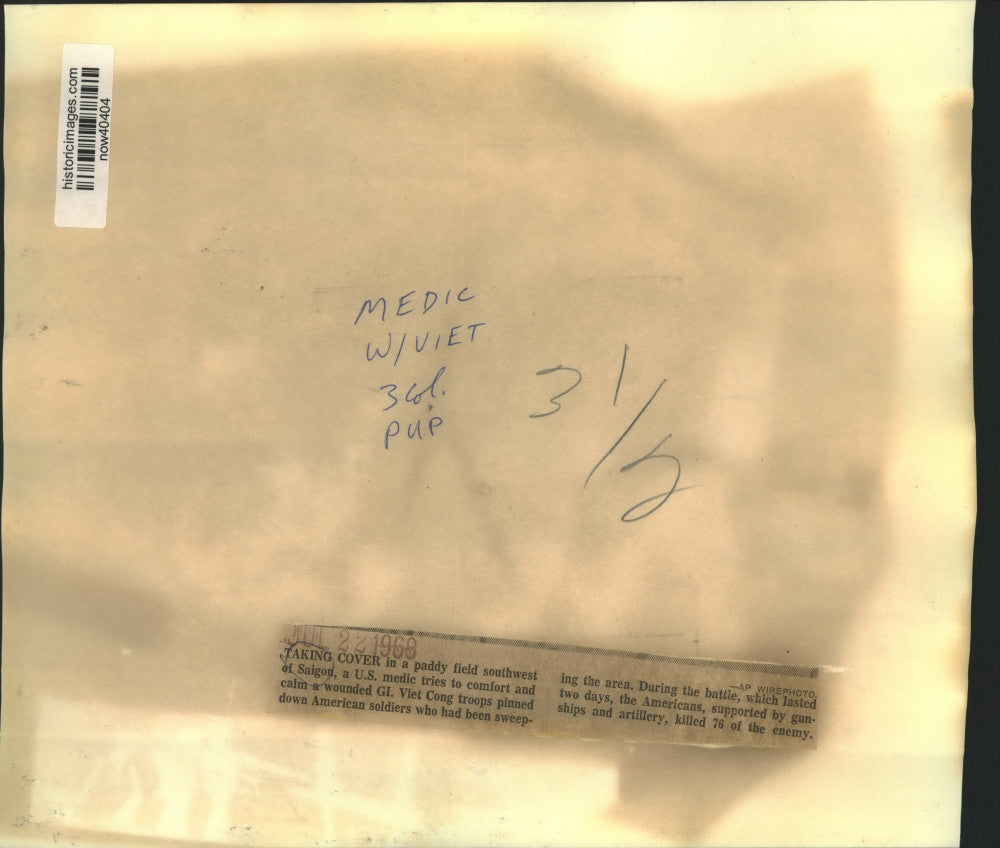 historicimages.com
now40404
MEDIC
W/VIET
3 Col.
PUP
3 1/2
22 1968
TAKING COVER in a paddy field southwest
of Saigon, a U.S. medic tries to comfort and
calm a wounded GI. Viet Cong troops pinned
down American soldiers who had been sweep-
—AP WIREPHOTO.
ing the area. During the battle, which lasted
two days, the Americans, supported by gun-
ships and artillery, killed 76 of the enemy.